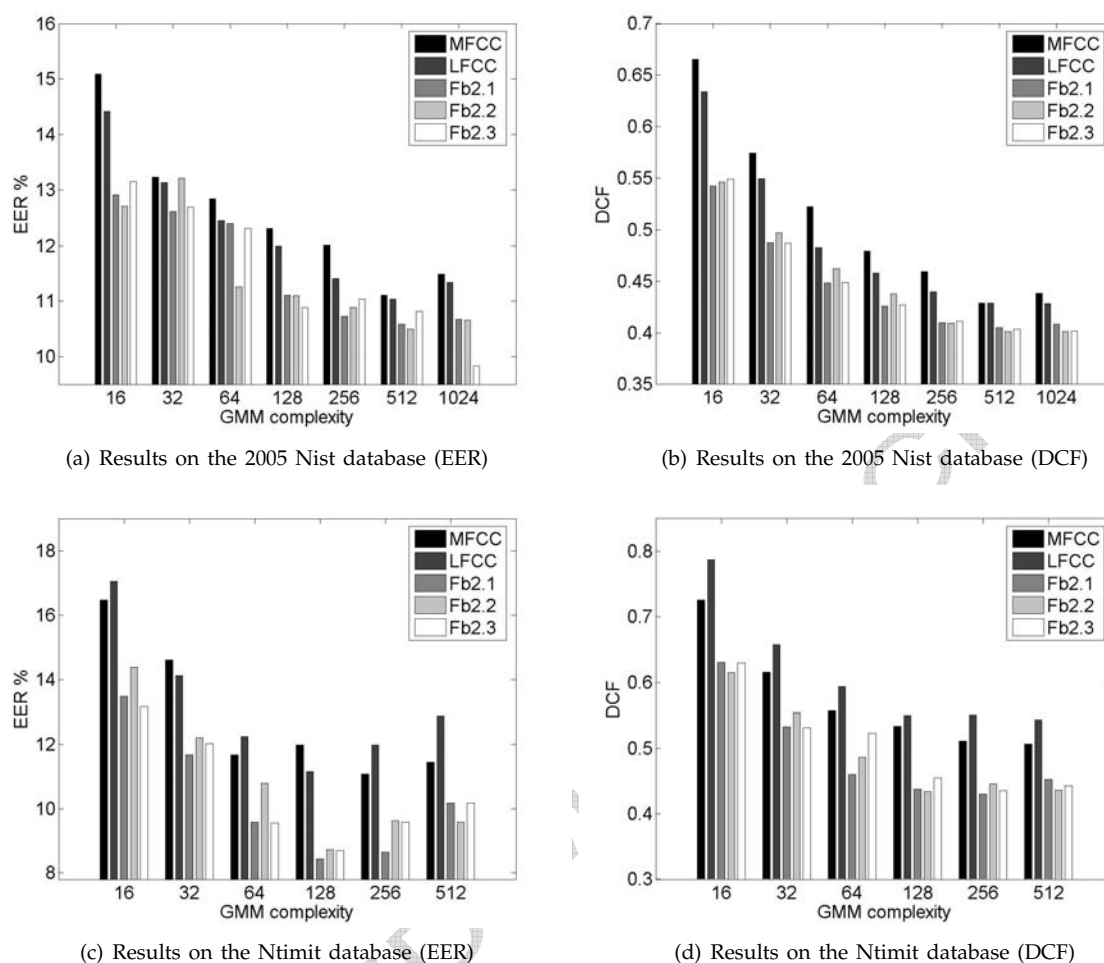 16
15
14
13
12
11
10
EER %
MFCC
LFCC
Fb2.1
Fb2.2
Fb2.3
16 32 64 128 256 512 1024
GMM complexity
(a) Results on the 2005 Nist database (EER)
0.7
0.65
0.6
0.55
0.5
0.45
0.4
0.35
DCF
MFCC
LFCC
Fb2.1
Fb2.2
Fb2.3
16 32 64 128 256 512 1024
GMM complexity
(b) Results on the 2005 Nist database (DCF)
18
16
14
12
10
8
EER %
MFCC
LFCC
Fb2.1
Fb2.2
Fb2.3
16 32 64 128 256 512
GMM complexity
(c) Results on the Ntimit database (EER)
0.8
0.7
0.6
0.5
0.4
0.3
DCF
MFCC
LFCC
Fb2.1
Fb2.2
Fb2.3
16 32 64 128 256 512
GMM complexity
(d) Results on the Ntimit database (DCF)